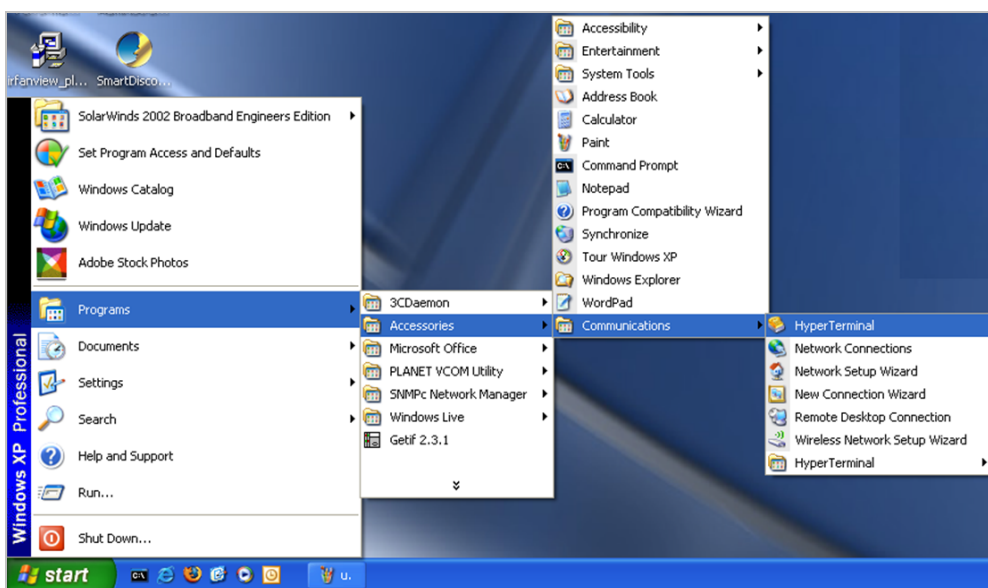 irfanview_pl...
SmartDisco...
SolarWinds 2002 Broadband Engineers Edition
Set Program Access and Defaults
Windows Catalog
Windows Update
Adobe Stock Photos
Programs
Documents
Settings
Search
Help and Support
Run...
Shut Down...
Windows XP Professional
3CDaemon
Accessories
Microsoft Office
PLANET VCOM Utility
SNMPc Network Manager
Windows Live
Getif 2.3.1
Accessibility
Entertainment
System Tools
Address Book
Calculator
Paint
Command Prompt
Notepad
Program Compatibility Wizard
Synchronize
Tour Windows XP
Windows Explorer
WordPad
Communications
HyperTerminal
Network Connections
Network Setup Wizard
New Connection Wizard
Remote Desktop Connection
Wireless Network Setup Wizard
HyperTerminal
start
u.